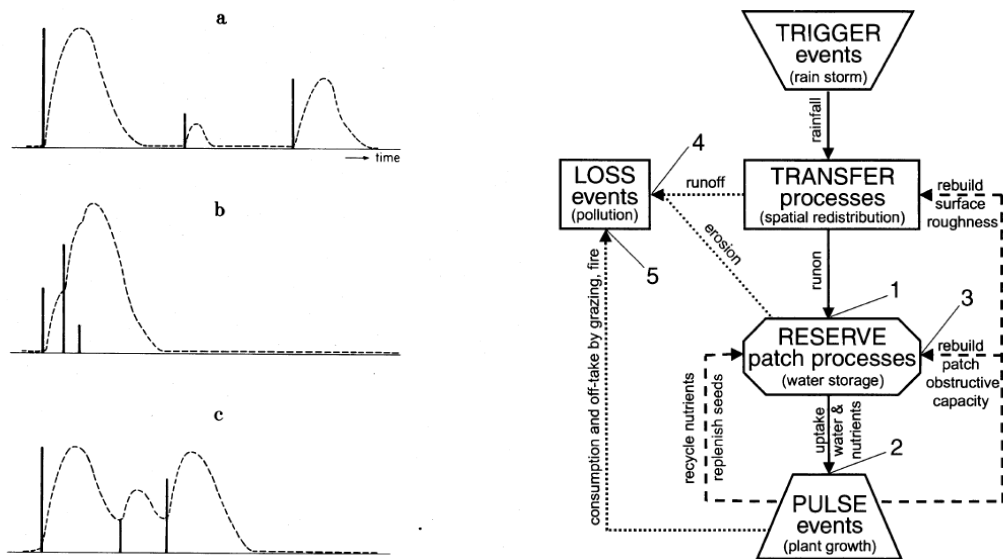 a
time
b
c
TRIGGER
events
(rain storm)
rainfall
4
LOSS
events
(pollution)
runoff
TRANSFER
processes
(spatial redistribution)
rebuild
surface
roughness
erosion
5
runon
1
3
RESERVE
patch processes
(water storage)
rebuild
patch
obstructive
capacity
consumption and off-take by grazing, fire
recycle nutrients
replenish seeds
uptake
water &
nutrients
2
PULSE
events
(plant growth)